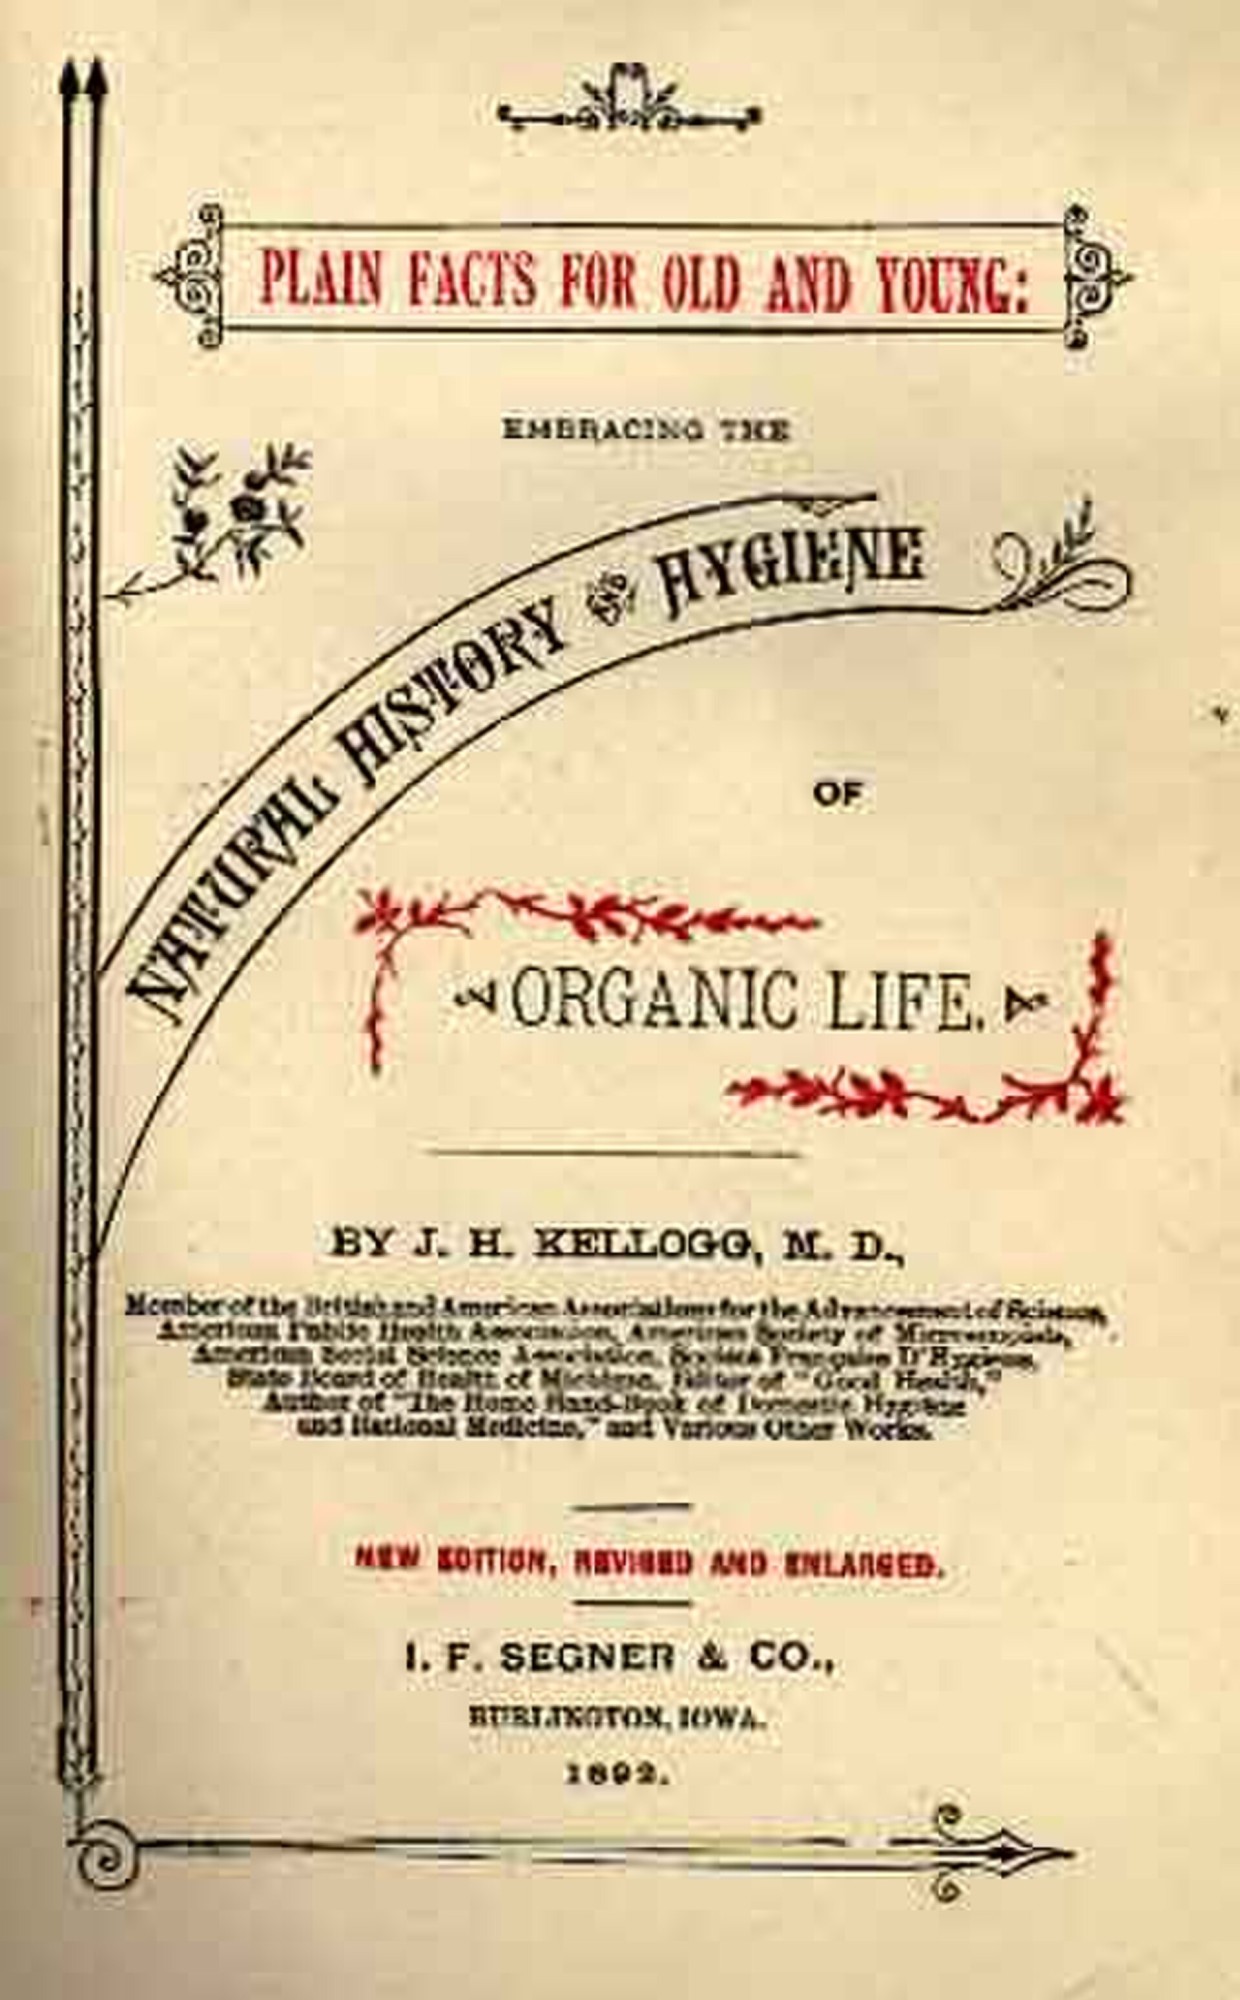 PLAIN FACTS FOR OLD AND YOUNG:
EMBRACING THE
NATURAL HISTORY AND HYGIENE
OF
ORGANIC LIFE.
BY J. H. KELLOGG, M. D.,
Member of the British and American Associations for the Advancement of Science,
American Public Health Association, American Society of Microscopists,
American Social Science Association, Société Française D'Hygiene,
State Board of Health of Michigan, Editor of "Good Health,"
Author of "The Home Hand-Book of Domestic Hygiene
and Rational Medicine," and Various Other Works.
NEW EDITION, REVISED AND ENLARGED.
I. F. SEGNER & CO.,
BURLINGTON, IOWA.
1892.